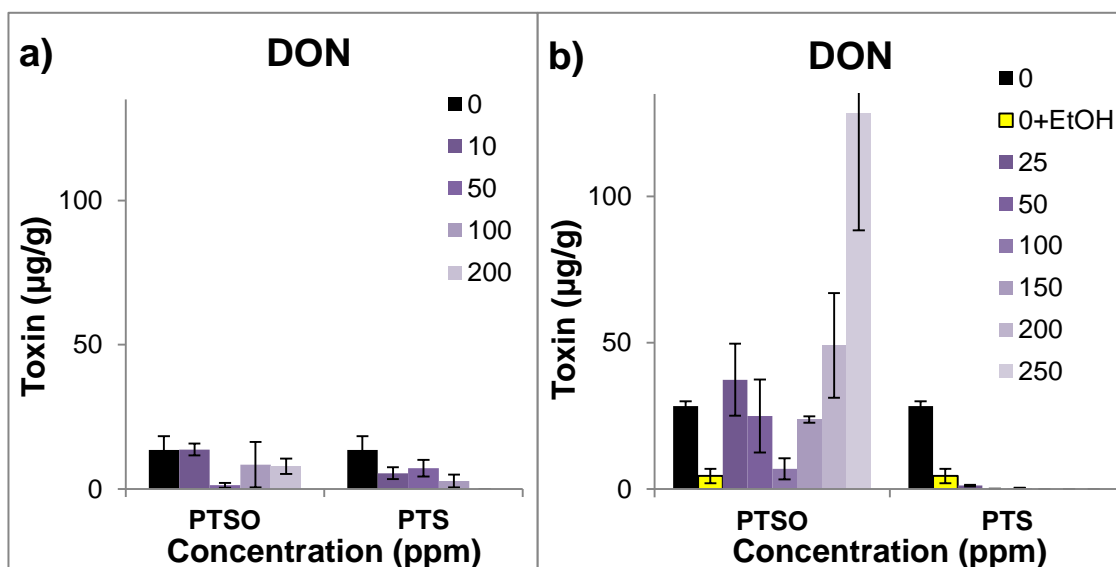 a)
DON
Toxin (µg/g)
100
50
0
0
10
50
100
200
PTSO
PTS
Concentration (ppm)
b)
DON
Toxin (µg/g)
100
50
0
0
0+EtOH
25
50
100
150
200
250
PTSO
PTS
Concentration (ppm)